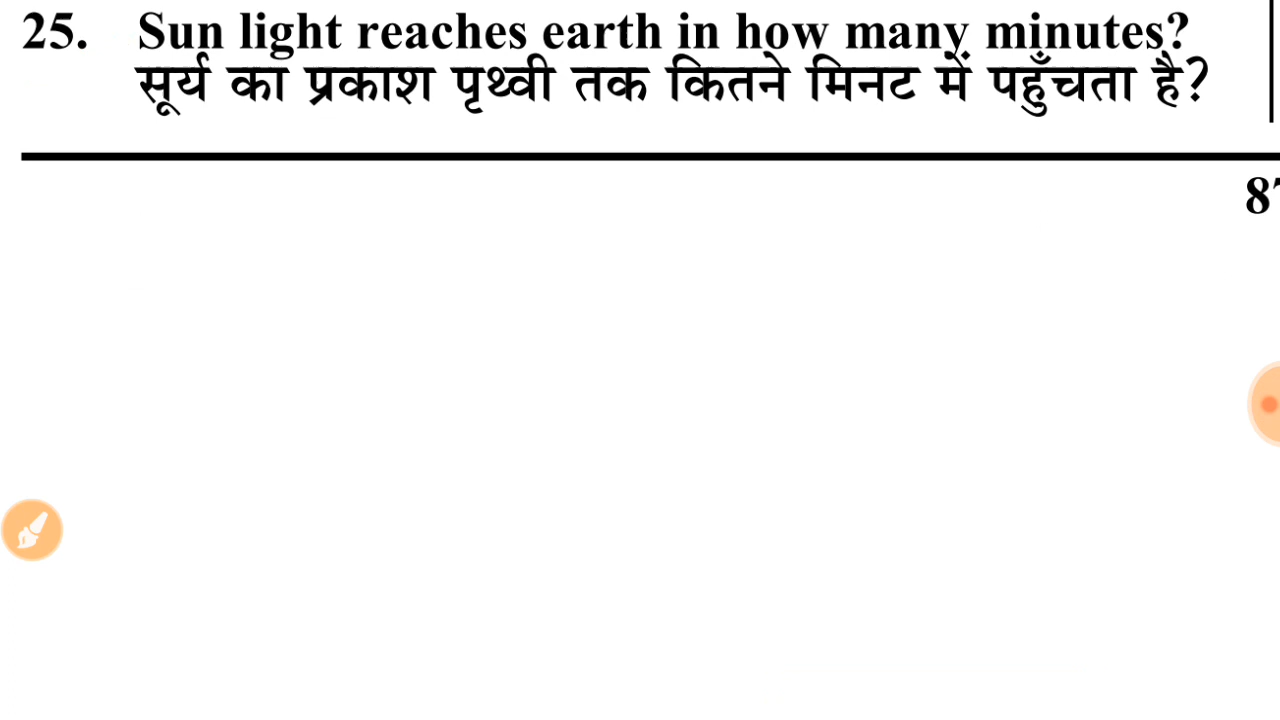 25. Sun light reaches earth in how many minutes?
सूर्य का प्रकाश पृथ्वी तक कितने मिनट में पहुँचता है?